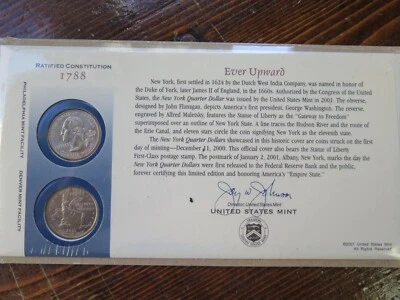 RATIFIED CONSTITUTION
1788
PHILADELPHIA MINT FACILITY
DENVER MINT FACILITY
Ever Upward
New York, first settled in 1624 by the Dutch West India Company, was named in honor of
the Duke of York, later James II of England, in the 1660s. Authorized by the Congress of the United
States, the New York Quarter Dollar was issued by the United States Mint in 2001. The obverse,
designed by John Flanagan, depicts America's first president, George Washington. The reverse,
engraved by Alfred Maletsky, features the Statue of Liberty as the "Gateway to Freedom"
superimposed over an outline of New York State. A line traces the Hudson River and the route of
the Erie Canal, and eleven stars circle the coin signifying New York as the eleventh state.
The New York Quarter Dollars showcased in this historic cover are coins struck on the first
day of minting—December 11, 2000. This official cover also bears the Statue of Liberty
First-Class postage stamp. The postmark of January 2, 2001, Albany, New York, marks the day the
New York Quarter Dollars were first released to the Federal Reserve Bank and the public,
forever certifying this limited edition and honoring America's "Empire State."
Director, United States Mint
UNITED STATES MINT
©2001 United States Mint